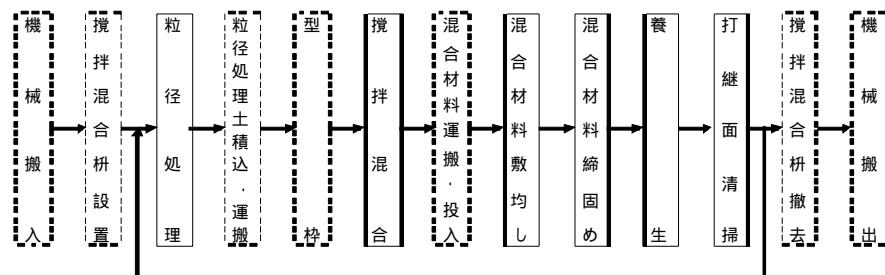 機械搬入
撹拌混合枡設置
粒径処理
粒径処理土積込・運搬
型枠
撹拌混合
混合材料運搬・投入
混合材料敷均し
混合材料締固め
養生
打継面清掃
撹拌混合枡撤去
機械搬出